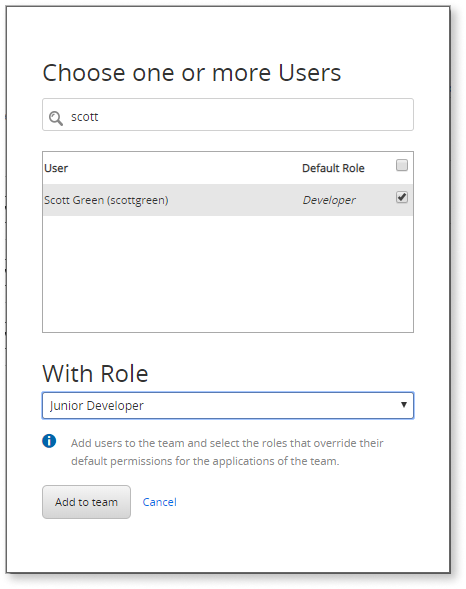 Choose one or more Users
scott
User Default Role
Scott Green (scottgreen) Developer
With Role
Junior Developer
Add users to the team and select the roles that override their
default permissions for the applications of the team.
Add to team Cancel